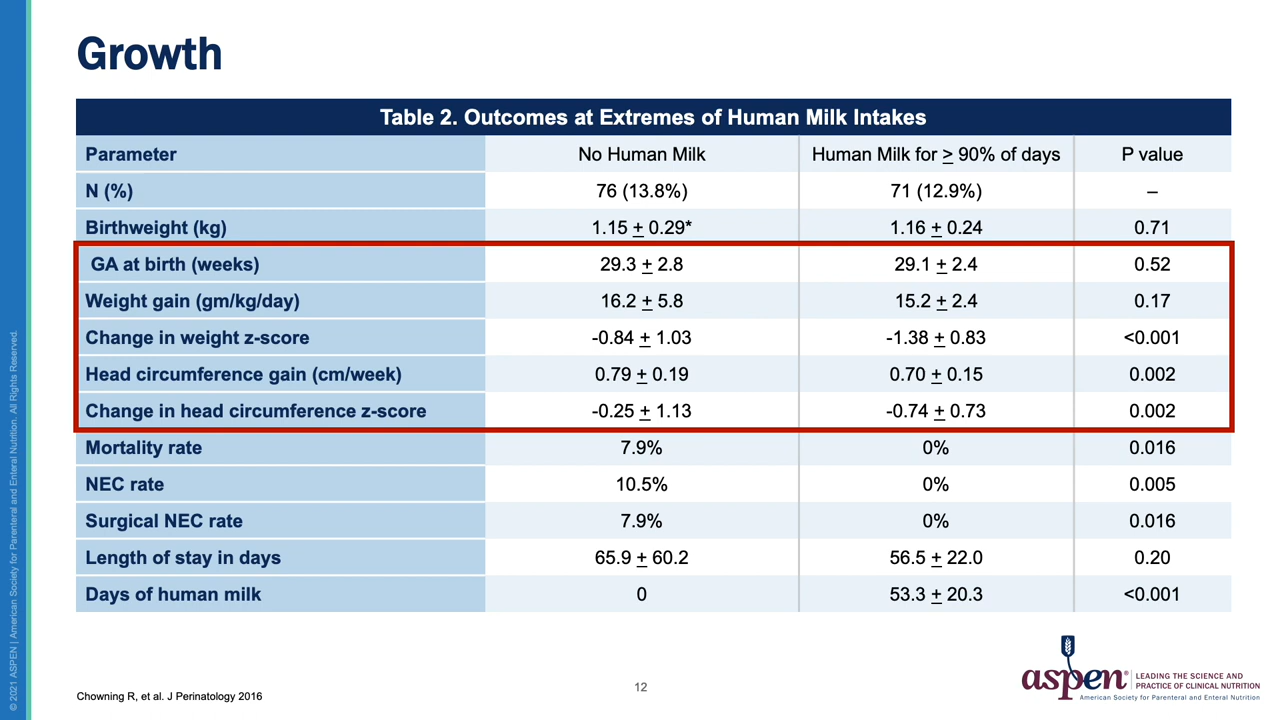 Growth
Table 2. Outcomes at Extremes of Human Milk Intakes
Parameter No Human Milk Human Milk for ≥ 90% of days P value
N (%) 76 (13.8%) 71 (12.9%) –
Birthweight (kg) 1.15 ± 0.29* 1.16 ± 0.24 0.71
GA at birth (weeks) 29.3 ± 2.8 29.1 ± 2.4 0.52
Weight gain (gm/kg/day) 16.2 ± 5.8 15.2 ± 2.4 0.17
Change in weight z-score -0.84 ± 1.03 -1.38 ± 0.83 <0.001
Head circumference gain (cm/week) 0.79 ± 0.19 0.70 ± 0.15 0.002
Change in head circumference z-score -0.25 ± 1.13 -0.74 ± 0.73 0.002
Mortality rate 7.9% 0% 0.016
NEC rate 10.5% 0% 0.005
Surgical NEC rate 7.9% 0% 0.016
Length of stay in days 65.9 ± 60.2 56.5 ± 22.0 0.20
Days of human milk 0 53.3 ± 20.3 <0.001
Chowning R, et al. J Perinatology 2016
12
aspen®
LEADING THE SCIENCE AND
PRACTICE OF CLINICAL NUTRITION
American Society for Parenteral and Enteral Nutrition
© 2021 ASPEN | American Society for Parenteral and Enteral Nutrition. All Rights Reserved.